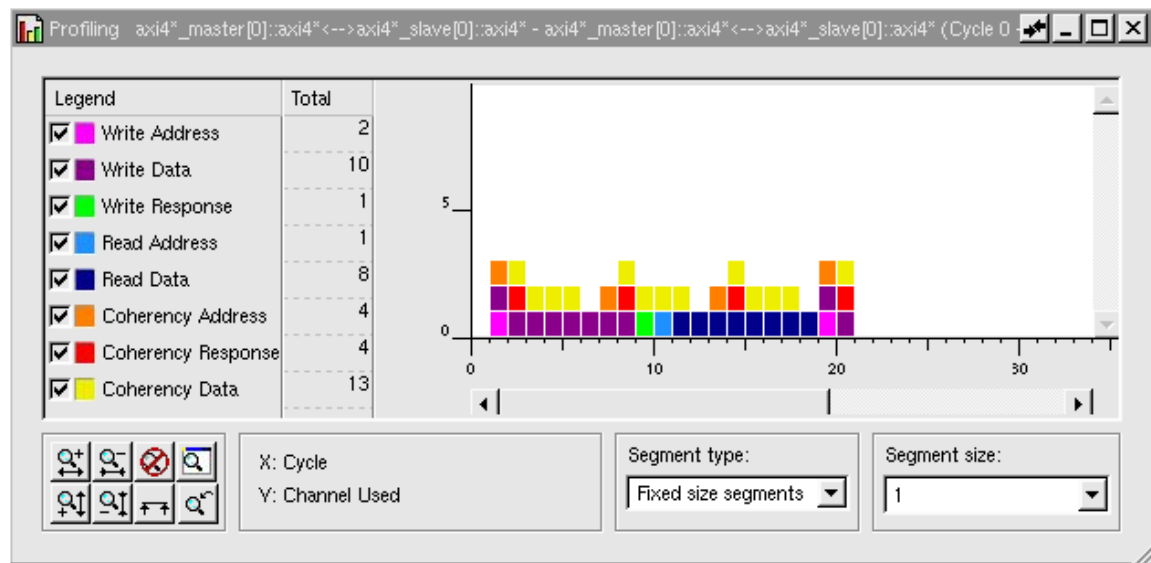 Profiling axi4*_master[0]::axi4*<-->axi4*_slave[0]::axi4* - axi4*_master[0]::axi4*<-->axi4*_slave[0]::axi4* (Cycle 0 -
Legend Total
Write Address 2
Write Data 10
Write Response 1
Read Address 1
Read Data 8
Coherency Address 4
Coherency Response 4
Coherency Data 13
5
0
0 10 20 30
X: Cycle
Y: Channel Used
Segment type:
Fixed size segments
Segment size:
1